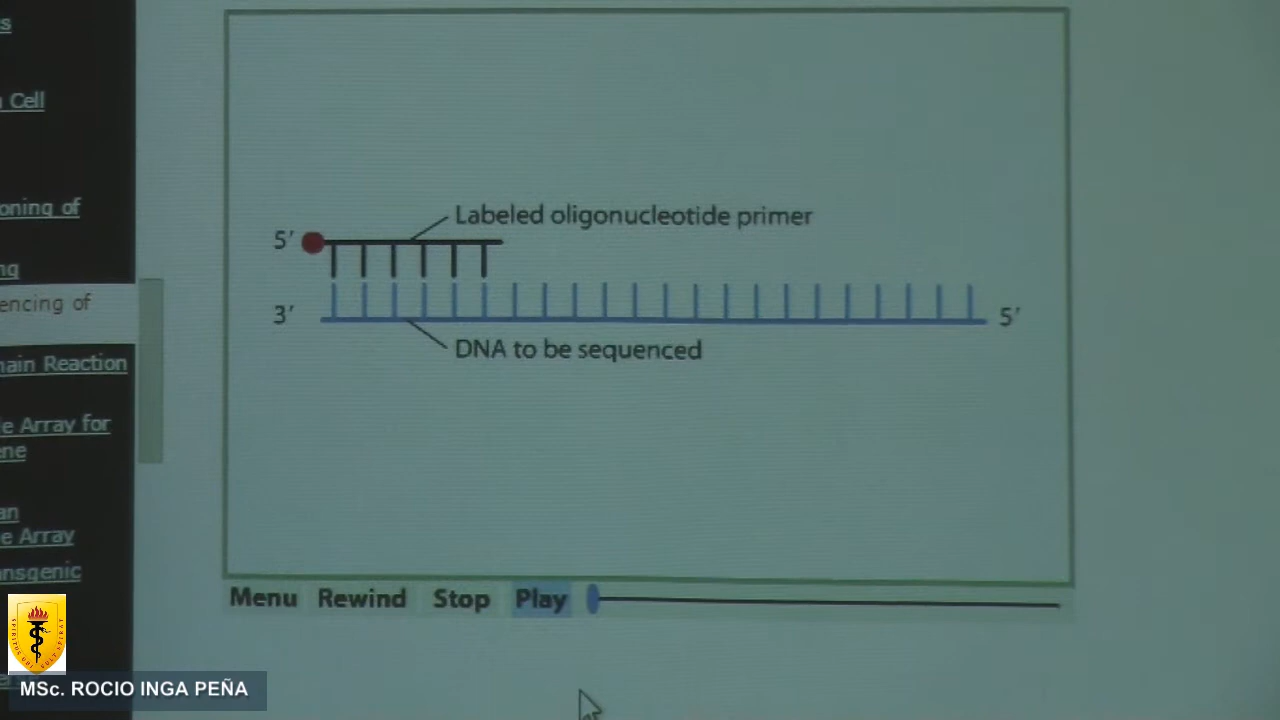 s
Cell
oning of
ng
encing of
hain Reaction
e Array for
ene
an
e Array
ansgenic
Labeled oligonucleotide primer
5′
3′
5′
DNA to be sequenced
Menu Rewind Stop Play
MSc. ROCIO INGA PEÑA